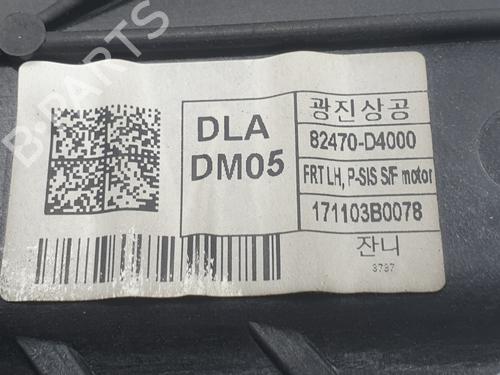 B-PARTS
DLA
DM05
광진상공
82470-D4000
FRT LH, P-SIS S/F motor
171103B0078
잔니
3737